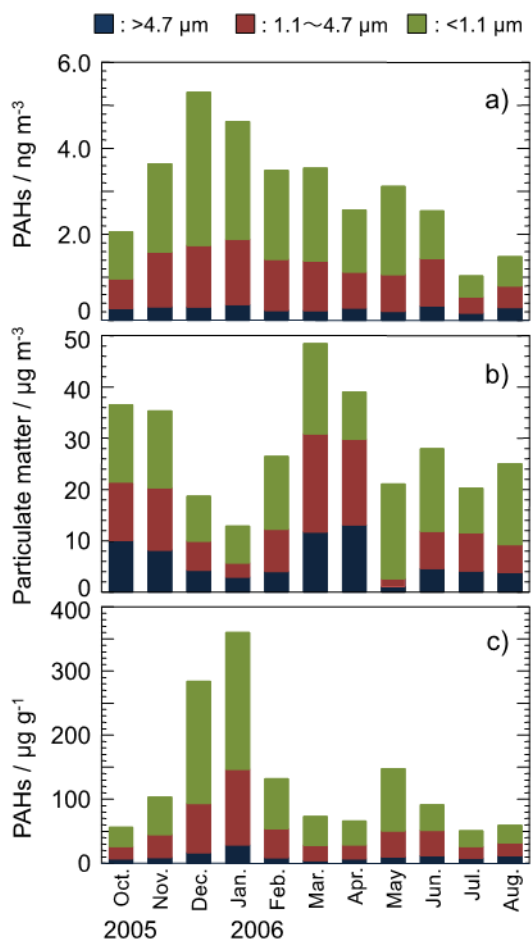 : >4.7 μm : 1.1～4.7 μm : <1.1 μm
a)
PAHs / ng m-3
6.0
4.0
2.0
0
b)
Particulate matter / μg m-3
50
40
30
20
10
0
c)
PAHs / μg g-1
400
300
200
100
0
Oct. Nov. Dec. Jan. Feb. Mar. Apr. May Jun. Jul. Aug.
2005 2006